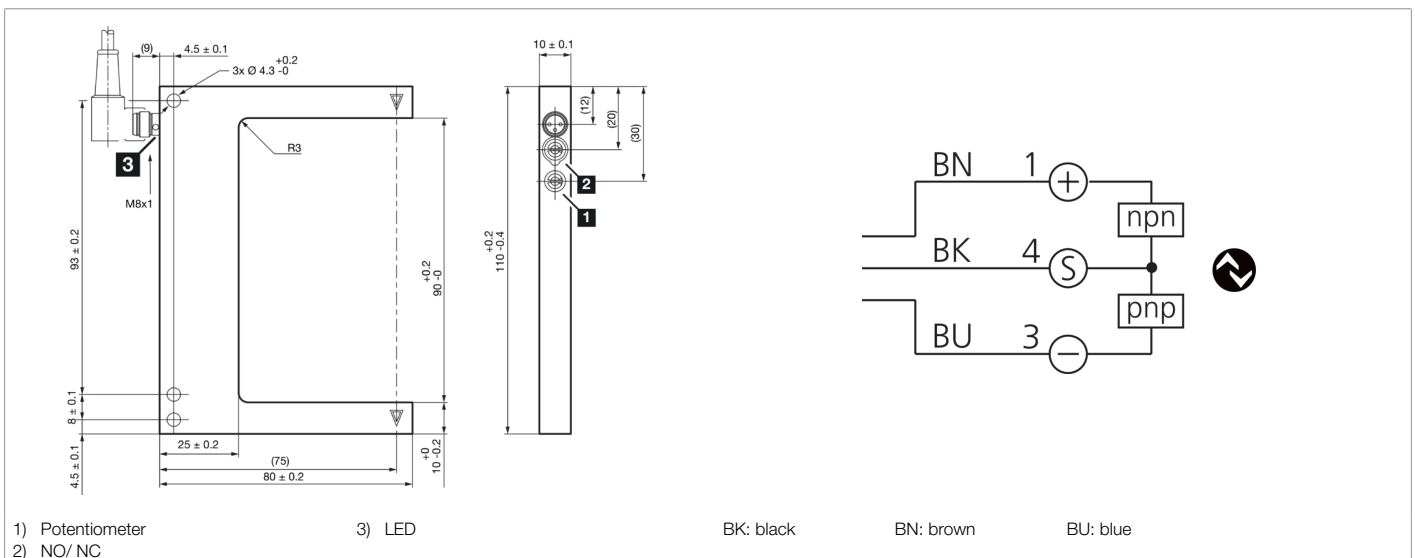 (9)
4.5 ± 0.1
3x Ø 4.3 +0.2 -0
3
M8x1
R3
93 ± 0.2
8 ± 0.1
4.5 ± 0.1
25 ± 0.2
(75)
80 ± 0.2
90 +0.2 -0
10 +0 -0.2
10 ± 0.1
(12)
(20)
(30)
2
1
110 +0.2 -0.4
BN 1 +
npn
BK 4 S
pnp
BU 3 −
1) Potentiometer
2) NO/ NC
3) LED
BK: black
BN: brown
BU: blue